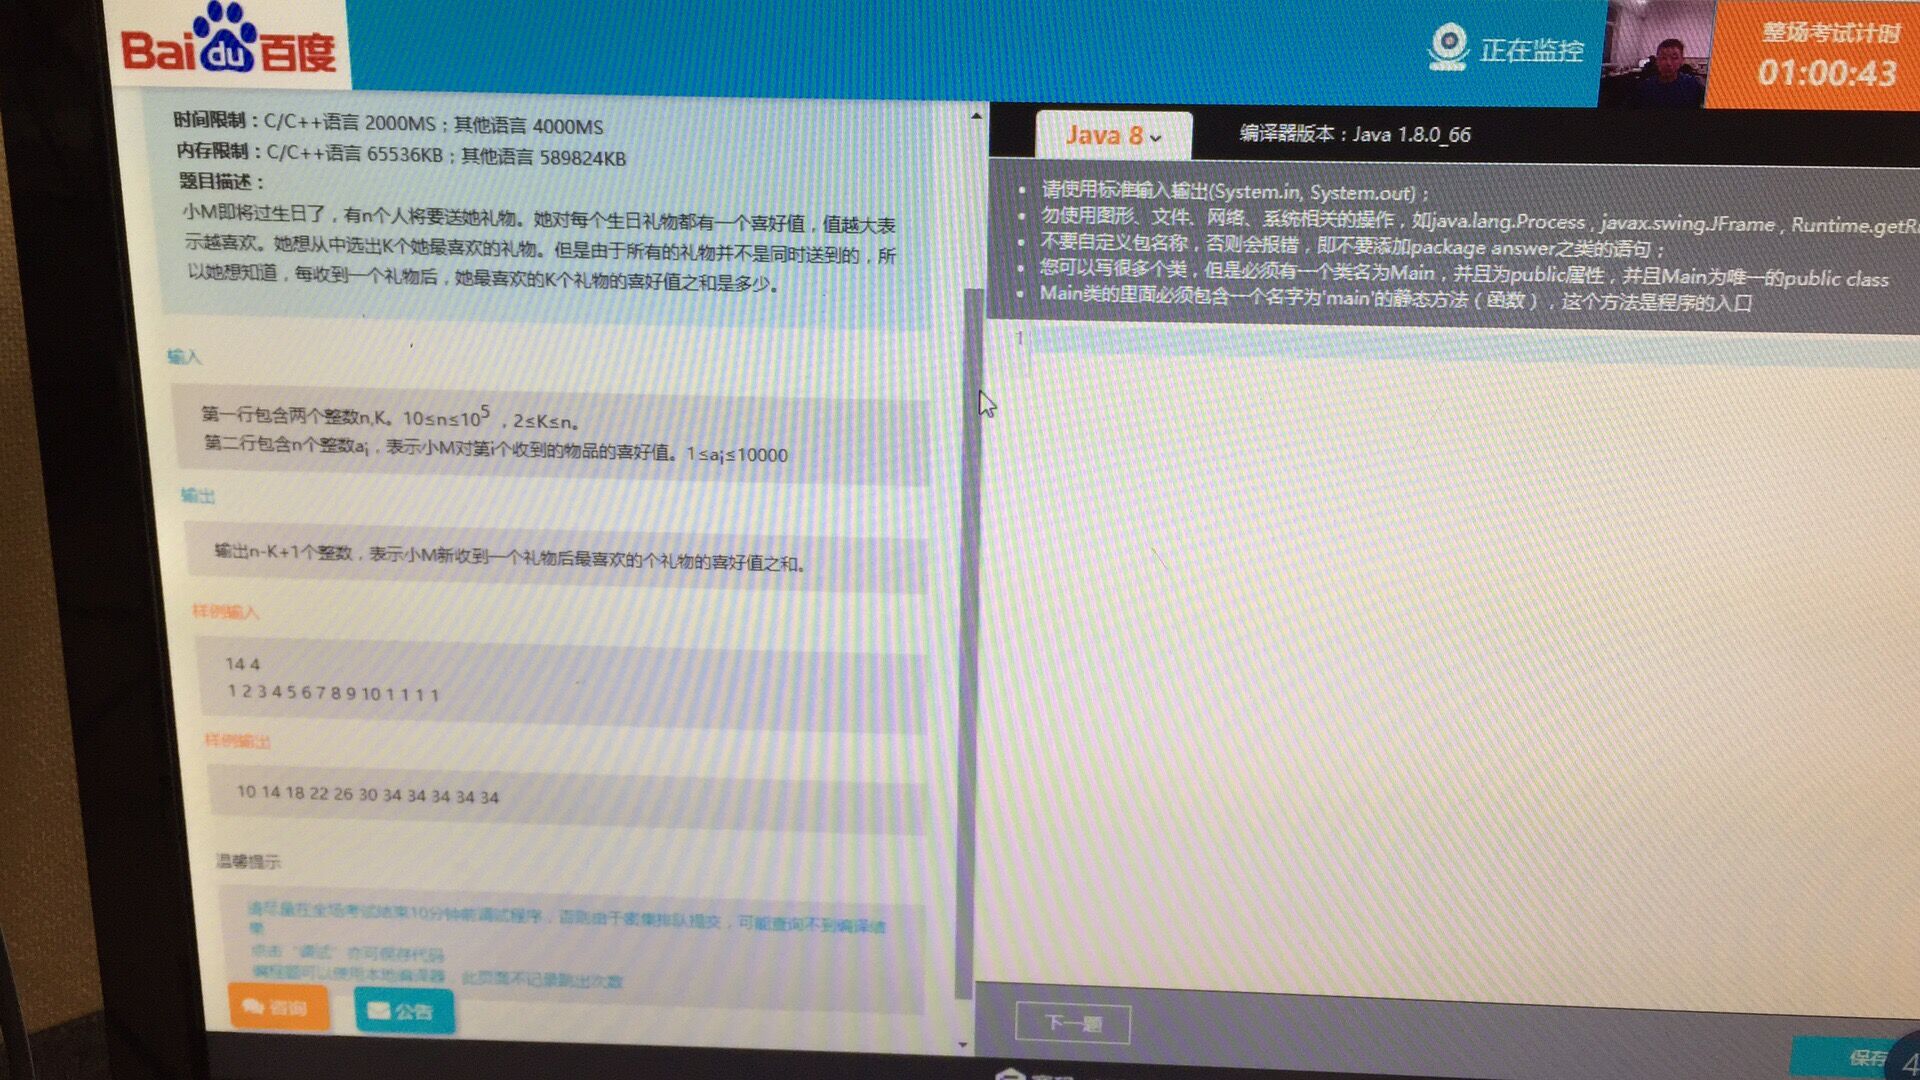 Bai du 百度
正在监控
整场考试计时
01:00:43
时间限制：C/C++语言 2000MS；其他语言 4000MS
内存限制：C/C++语言 65536KB；其他语言 589824KB
题目描述：
小M即将过生日了，有n个人将要送她礼物。她对每个生日礼物都有一个喜好值，值越大表
示越喜欢。她想从中选出K个她最喜欢的礼物。但是由于所有的礼物并不是同时送到的，所
以她想知道，每收到一个礼物后，她最喜欢的K个礼物的喜好值之和是多少。
输入
第一行包含两个整数n,K。10≤n≤10^5，2≤K≤n。
第二行包含n个整数ai，表示小M对第i个收到的物品的喜好值。1≤ai≤10000
输出
输出n-K+1个整数，表示小M新收到一个礼物后最喜欢的个礼物的喜好值之和。
样例输入
14 4
1 2 3 4 5 6 7 8 9 10 1 1 1 1
样例输出
10 14 18 22 26 30 34 34 34 34 34
温馨提示
请尽量在全场考试结束10分钟前调试程序，否则由于密集排队提交，可能查询不到编译结
果
点击“调试”亦可保存代码
编程题可以使用本地编译器，此页面不记录跳出次数
咨询
公告
Java 8
编译器版本：Java 1.8.0_66
请使用标准输入输出(System.in, System.out)；
勿使用图形、文件、网络、系统相关的操作，如java.lang.Process , javax.swing.JFrame , Runtime.getRu
不要自定义包名称，否则会报错，即不要添加package answer之类的语句；
您可以写很多个类，但是必须有一个类名为Main，并且为public属性，并且Main为唯一的public class
Main类的里面必须包含一个名字为'main'的静态方法（函数），这个方法是程序的入口
1
下一题
保存
4